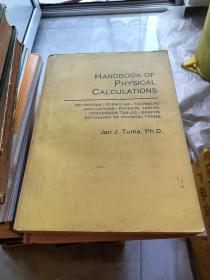 HANDBOOK OF
PHYSICAL
CALCULATIONS
DEFINITIONS • FORMULAS • TECHNICAL
APPLICATIONS • PHYSICAL TABLES
CONVERSION TABLES • GRAPHS
DICTIONARY OF PHYSICAL TERMS
Jan J. Tuma, Ph.D.